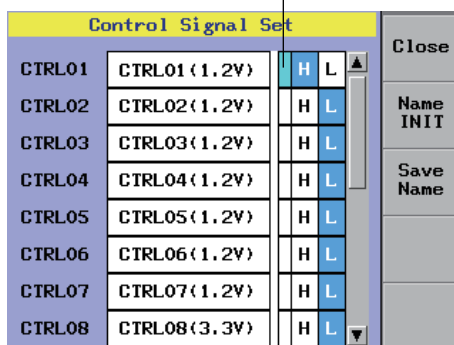 Control Signal Set
Close
CTRL01 CTRL01(1.2V) H L
CTRL02 CTRL02(1.2V) H L
Name
INIT
CTRL03 CTRL03(1.2V) H L
CTRL04 CTRL04(1.2V) H L
Save
Name
CTRL05 CTRL05(1.2V) H L
CTRL06 CTRL06(1.2V) H L
CTRL07 CTRL07(1.2V) H L
CTRL08 CTRL08(3.3V) H L